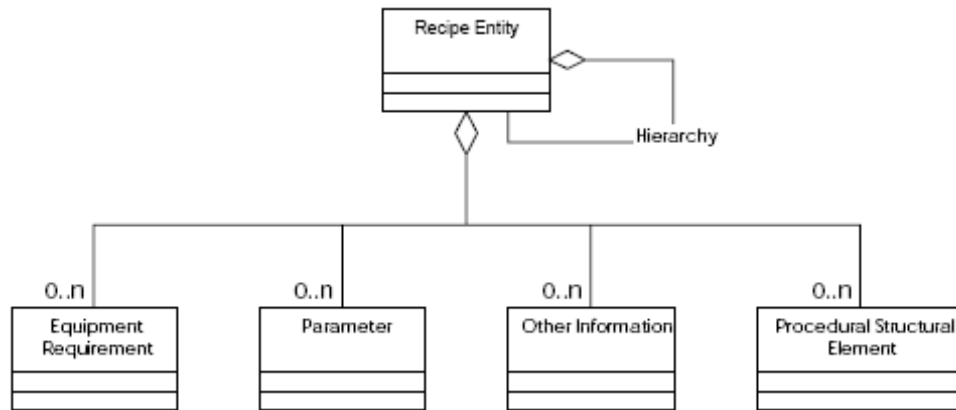 Recipe Entity
Hierarchy
0..n
0..n
0..n
0..n
Equipment
Requirement
Parameter
Other Information
Procedural Structural
Element